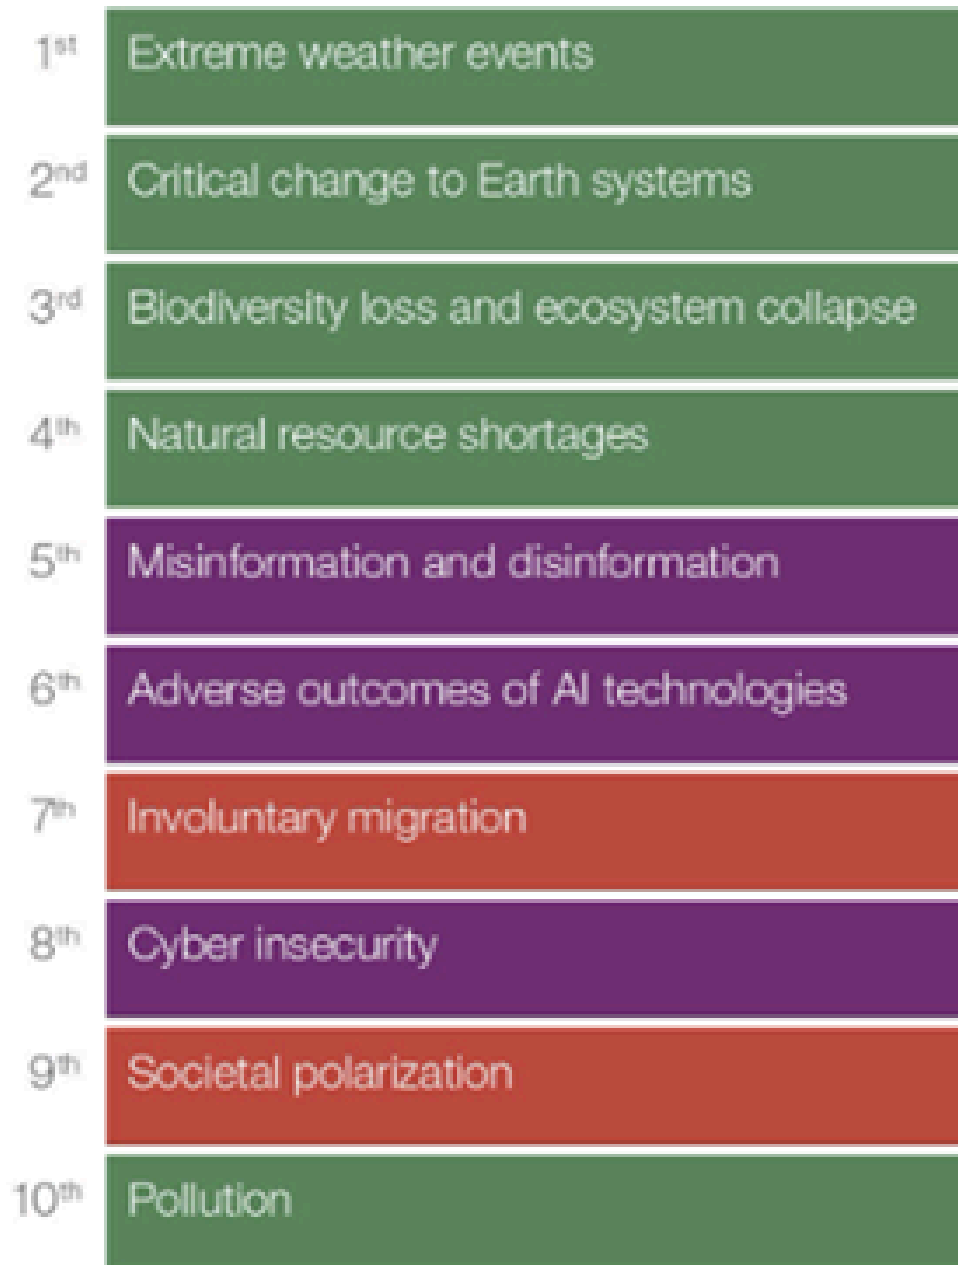 1st Extreme weather events
2nd Critical change to Earth systems
3rd Biodiversity loss and ecosystem collapse
4th Natural resource shortages
5th Misinformation and disinformation
6th Adverse outcomes of AI technologies
7th Involuntary migration
8th Cyber insecurity
9th Societal polarization
10th Pollution